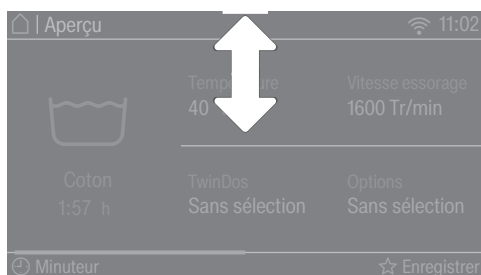 | Aperçu 11:02
Température Vitesse essorage
40 1600 Tr/min
Coton TwinDos Options
1:57 h Sans sélection Sans sélection
Minuteur Enregistrer